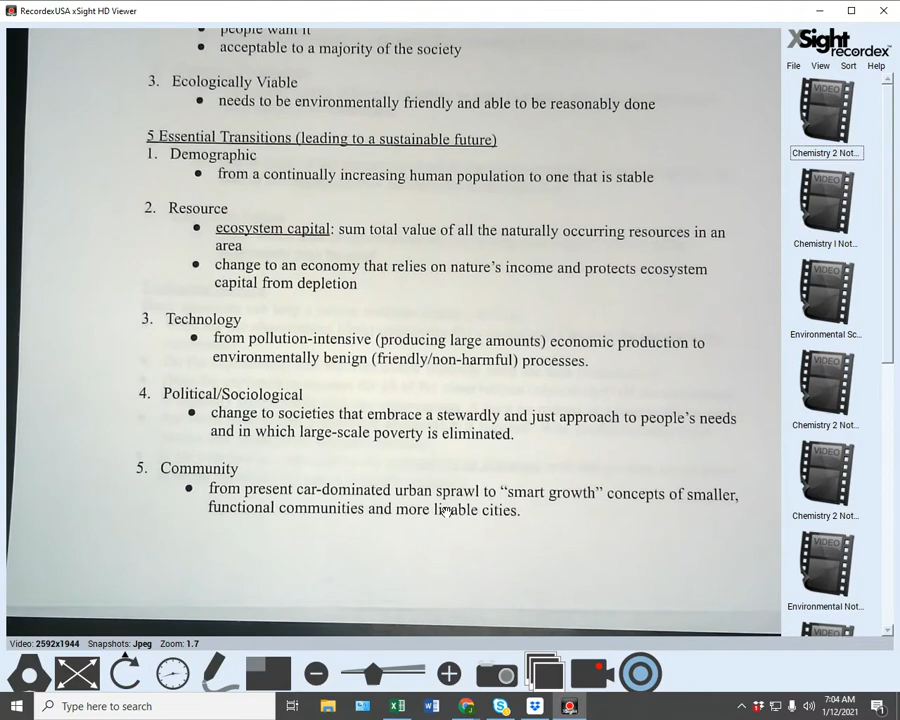 RecordexUSA xSight HD Viewer
people want it
acceptable to a majority of the society
3. Ecologically Viable
needs to be environmentally friendly and able to be reasonably done
5 Essential Transitions (leading to a sustainable future)
1. Demographic
from a continually increasing human population to one that is stable
2. Resource
ecosystem capital: sum total value of all the naturally occurring resources in an
area
change to an economy that relies on nature's income and protects ecosystem
capital from depletion
3. Technology
from pollution-intensive (producing large amounts) economic production to
environmentally benign (friendly/non-harmful) processes.
4. Political/Sociological
change to societies that embrace a stewardly and just approach to people's needs
and in which large-scale poverty is eliminated.
5. Community
from present car-dominated urban sprawl to "smart growth" concepts of smaller,
functional communities and more livable cities.
XSight
recordex
File View Sort Help
VIDEO
Chemistry 2 Not...
VIDEO
Chemistry I Not...
VIDEO
Environmental Sc...
VIDEO
Chemistry 2 Not...
VIDEO
Chemistry 2 Not...
VIDEO
Environmental Not...
VIDEO
Video: 2592x1944 Snapshots: Jpeg Zoom: 1.7
Type here to search
7:04 AM
1/12/2021
1